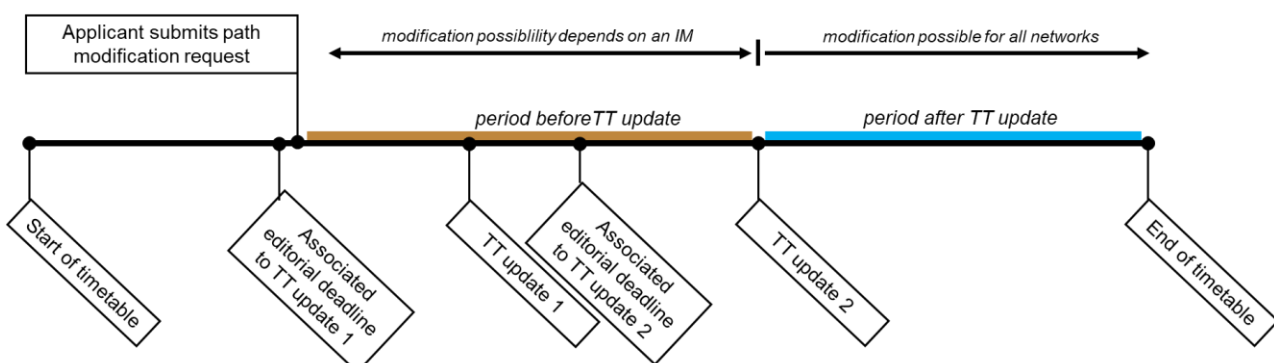 Applicant submits path
modification request
modification possiblility depends on an IM
modification possible for all networks
period beforeTT update
period after TT update
Start of timetable
Associated
editorial deadline
to TT update 1
TT update 1
Associated
editorial deadline
to TT update 2
TT update 2
End of timetable